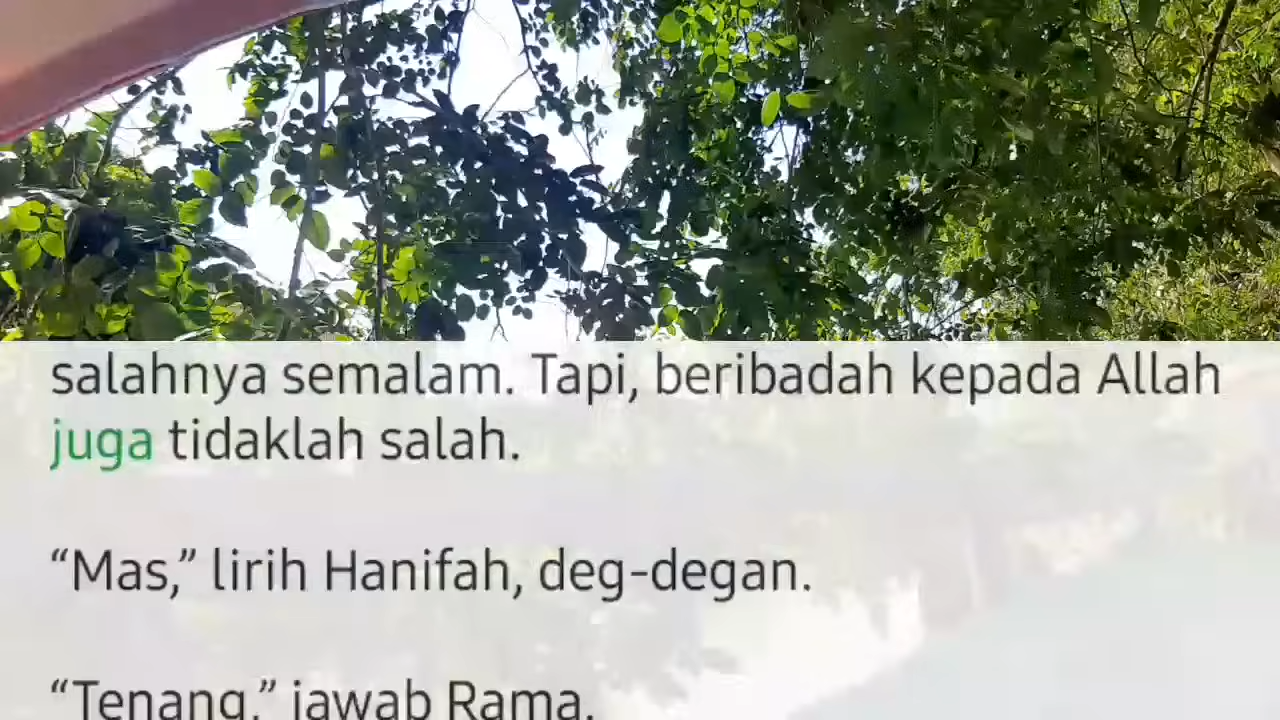 salahnya semalam. Tapi, beribadah kepada Allah
juga tidaklah salah.
“Mas,” lirih Hanifah, deg-degan.
“Tenang,” jawab Rama.